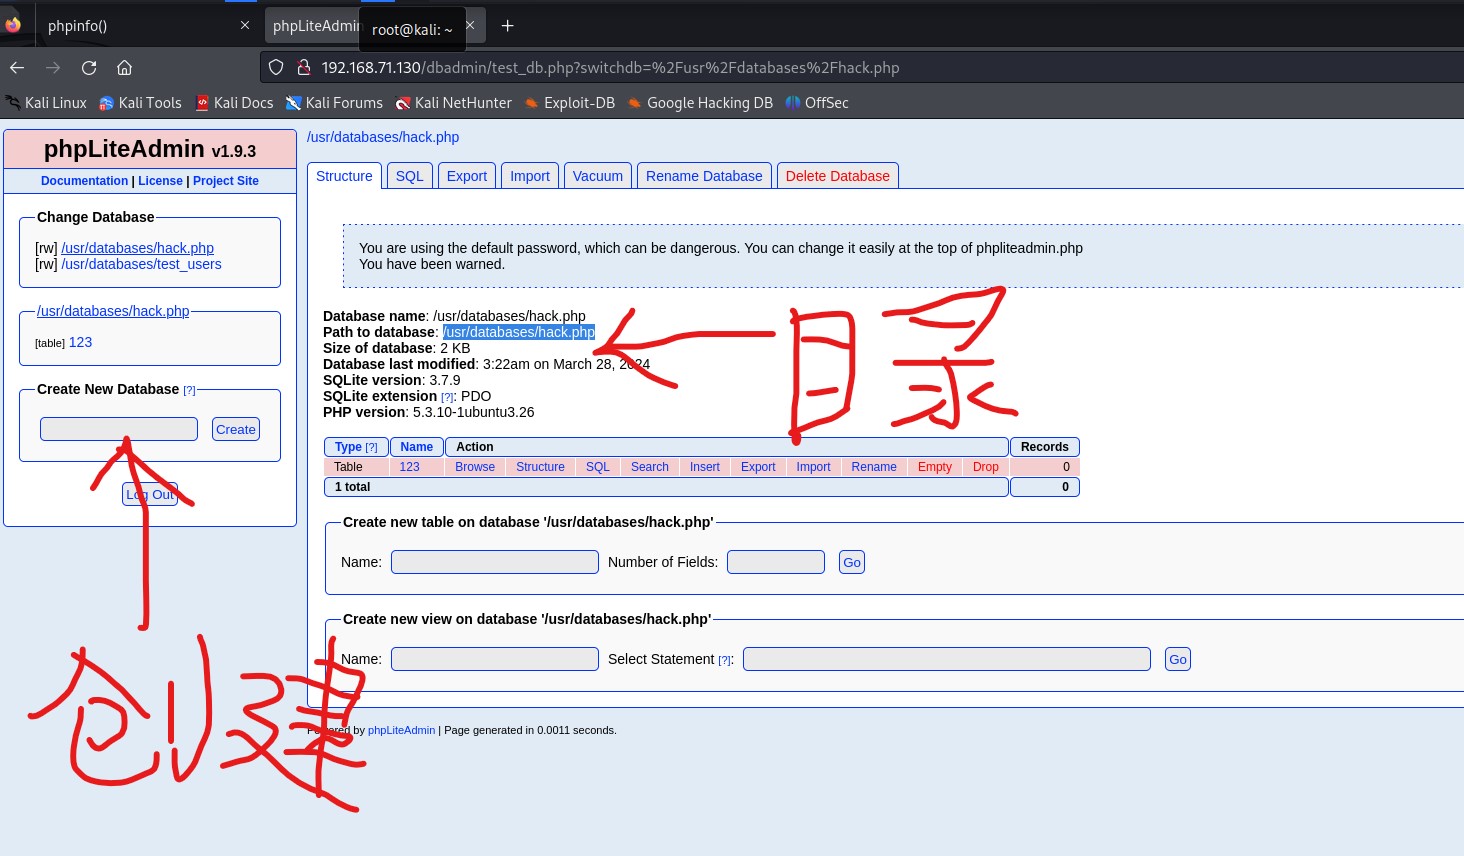 phpinfo()
phpLiteAdmin
root@kali: ~
192.168.71.130/dbadmin/test_db.php?switchdb=%2Fusr%2Fdatabases%2Fhack.php
Kali Linux Kali Tools Kali Docs Kali Forums Kali NetHunter Exploit-DB Google Hacking DB OffSec
phpLiteAdmin v1.9.3
Documentation | License | Project Site
Change Database
[rw] /usr/databases/hack.php
[rw] /usr/databases/test_users
/usr/databases/hack.php
[table] 123
Create New Database [?]
Create
Log Out
创建
/usr/databases/hack.php
Structure SQL Export Import Vacuum Rename Database Delete Database
You are using the default password, which can be dangerous. You can change it easily at the top of phpliteadmin.php
You have been warned.
Database name: /usr/databases/hack.php
Path to database: /usr/databases/hack.php
Size of database: 2 KB
Database last modified: 3:22am on March 28, 2024
SQLite version: 3.7.9
SQLite extension [?]: PDO
PHP version: 5.3.10-1ubuntu3.26
目录
Type [?] Name Action Records
Table 123 Browse Structure SQL Search Insert Export Import Rename Empty Drop 0
1 total 0
Create new table on database '/usr/databases/hack.php'
Name: Number of Fields: Go
Create new view on database '/usr/databases/hack.php'
Name: Select Statement [?]: Go
Powered by phpLiteAdmin | Page generated in 0.0011 seconds.